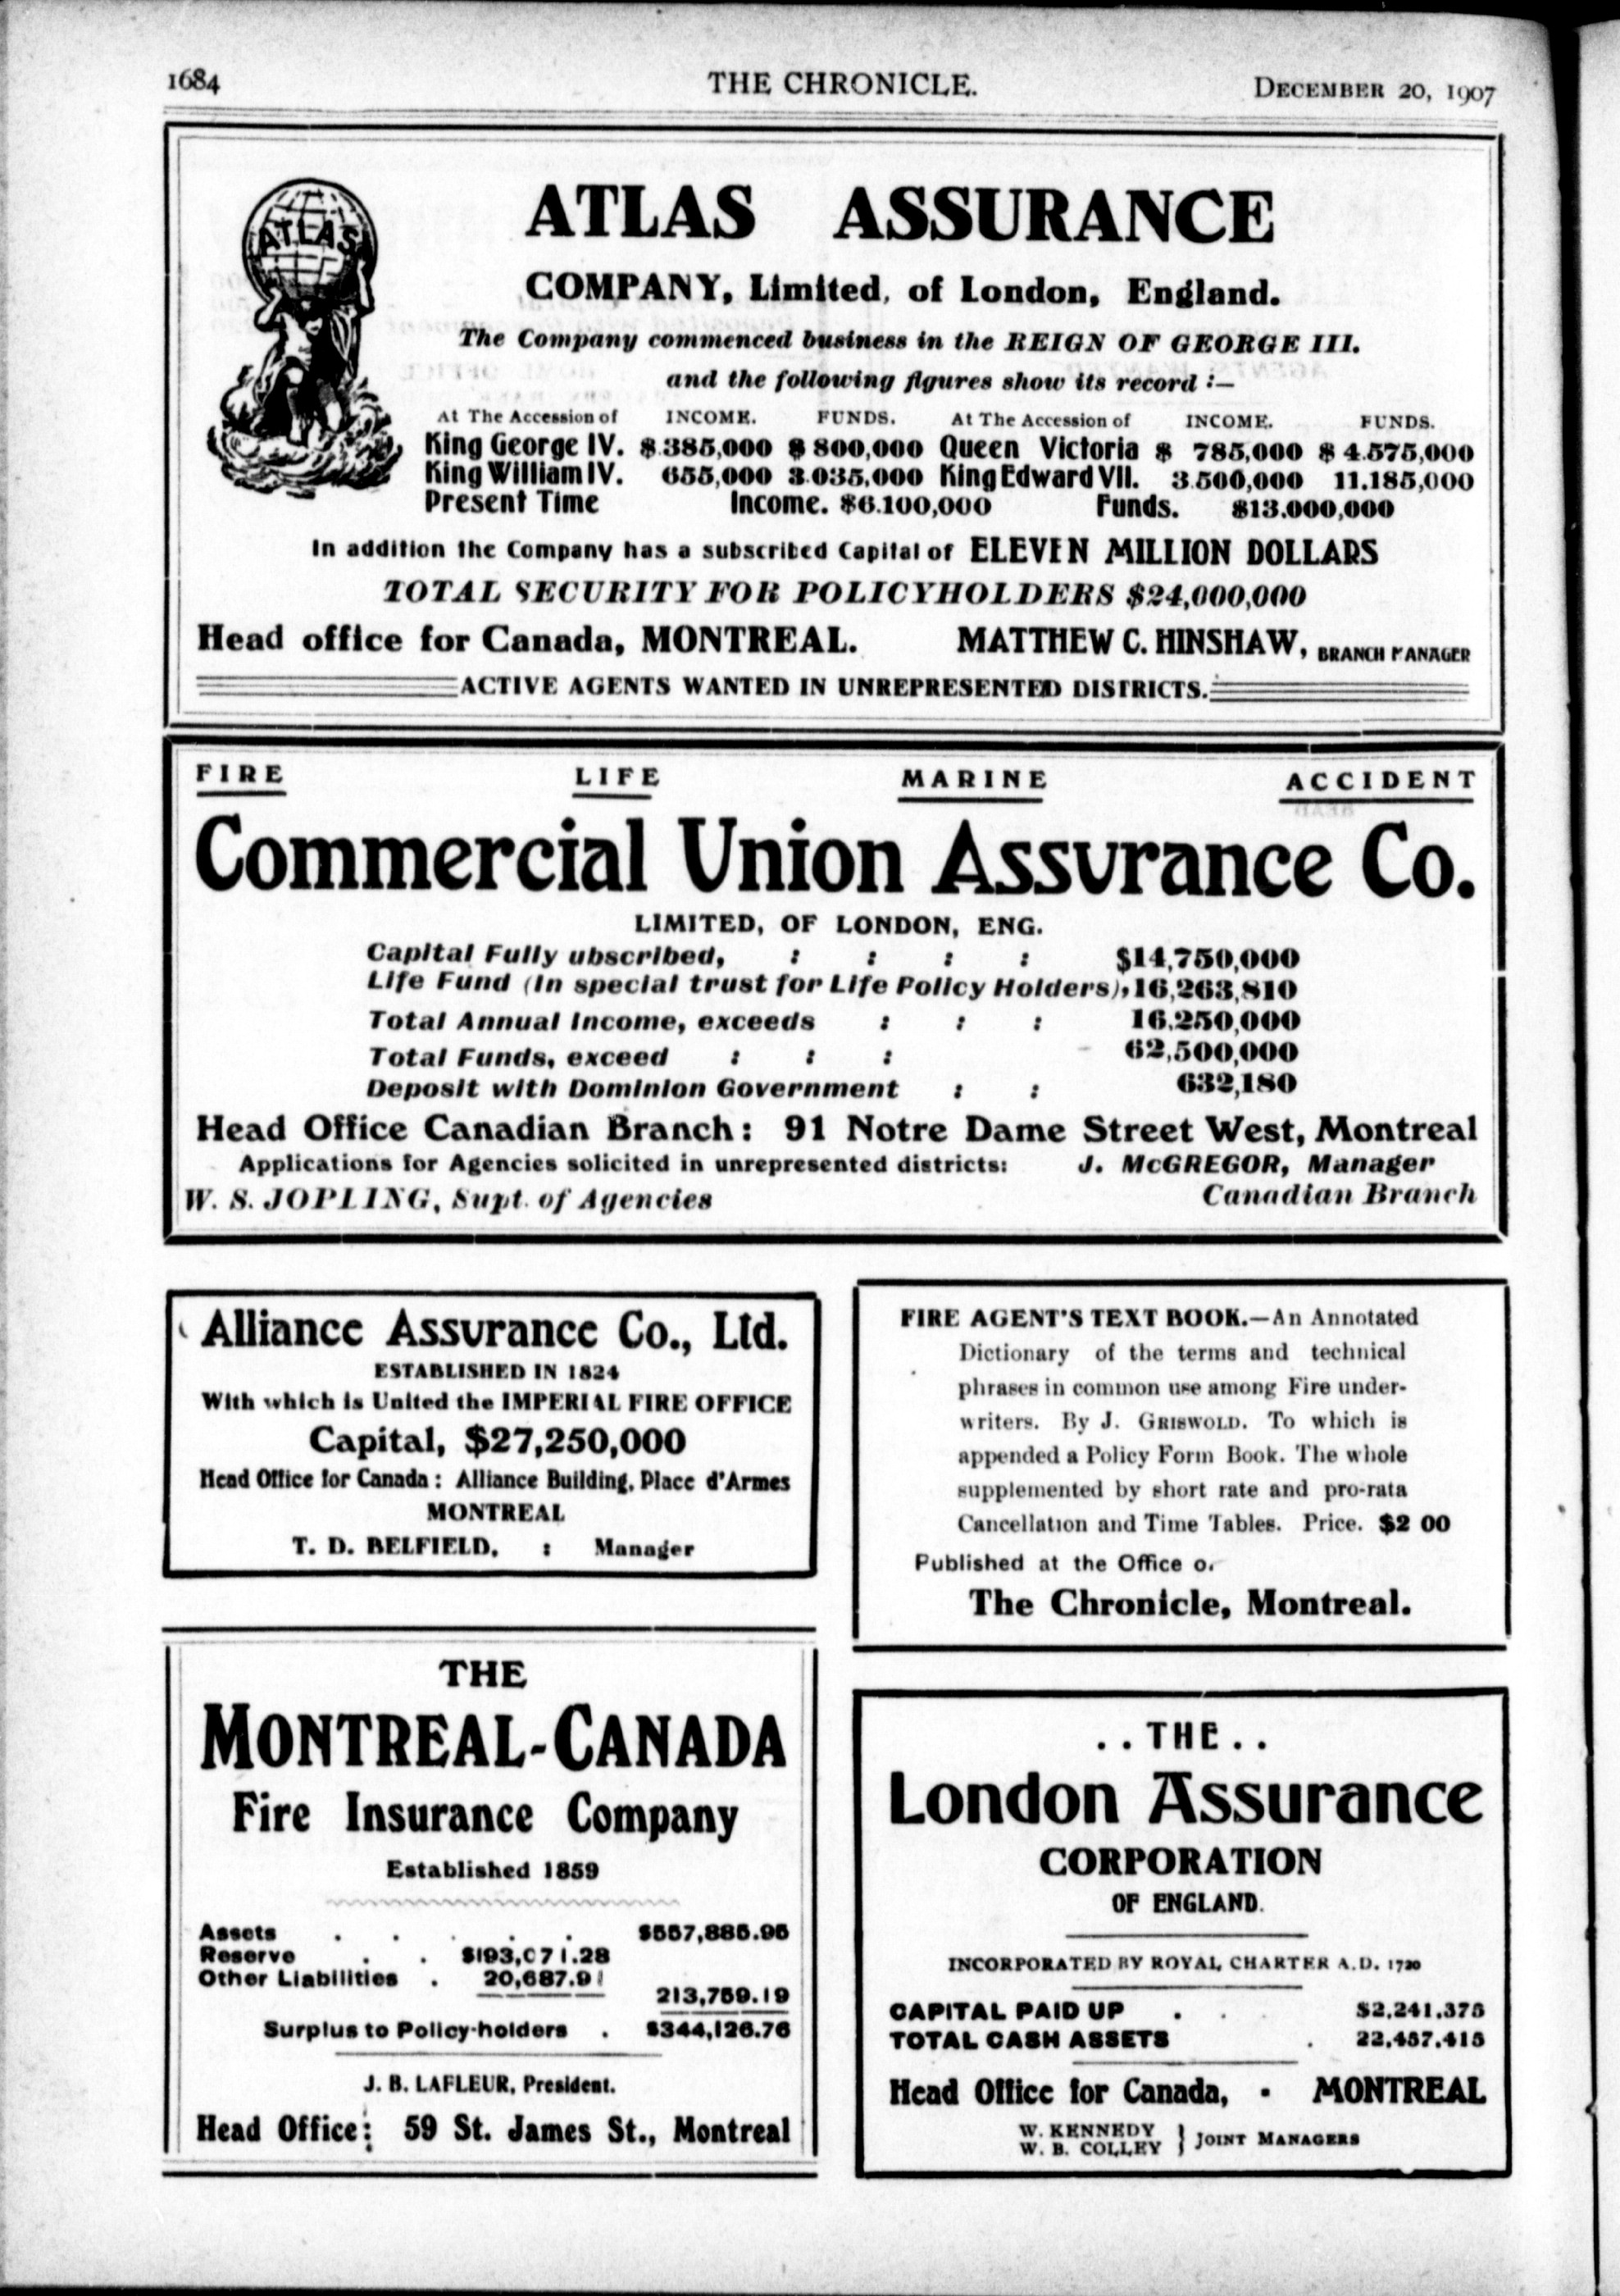 1684
THE CHRONICLE.
DECEMBER 20, 1907
ATLAS
ATLAS ASSURANCE
COMPANY, Limited, of London, England.
The Company commenced business in the REIGN OF GEORGE III.
and the following figures show its record :—
At The Accession of INCOME. FUNDS. At The Accession of INCOME. FUNDS.
King George IV. $ 385,000 $ 800,000 Queen Victoria $ 785,000 $ 4.575,000
King William IV. 655,000 3.035,000 King Edward VII. 3.500,000 11.185,000
Present Time Income. $6.100,000 Funds. $13.000,000
In addition the Company has a subscribed Capital of ELEVEN MILLION DOLLARS
TOTAL SECURITY FOR POLICYHOLDERS $24,000,000
Head office for Canada, MONTREAL. MATTHEW C. HINSHAW, BRANCH MANAGER
ACTIVE AGENTS WANTED IN UNREPRESENTED DISTRICTS.
FIRE LIFE MARINE ACCIDENT
Commercial Union Assurance Co.
LIMITED, OF LONDON, ENG.
Capital Fully ubscribed, : : : : $14,750,000
Life Fund (In special trust for Life Policy Holders), 16,263,810
Total Annual Income, exceeds : : : 16.250,000
Total Funds, exceed : : : 62,500,000
Deposit with Dominion Government : : 632,180
Head Office Canadian Branch: 91 Notre Dame Street West, Montreal
Applications for Agencies solicited in unrepresented districts: J. McGREGOR, Manager
W. S. JOPLING, Supt. of Agencies Canadian Branch
Alliance Assurance Co., Ltd.
ESTABLISHED IN 1824
With which is United the IMPERIAL FIRE OFFICE
Capital, $27,250,000
Head Office for Canada: Alliance Building, Place d'Armes
MONTREAL
T. D. BELFIELD, : Manager
FIRE AGENT'S TEXT BOOK.—An Annotated
Dictionary of the terms and technical
phrases in common use among Fire under-
writers. By J. GRISWOLD. To which is
appended a Policy Form Book. The whole
supplemented by short rate and pro-rata
Cancellation and Time Tables. Price. $2 00
Published at the Office o.
The Chronicle, Montreal.
THE
MONTREAL-CANADA
Fire Insurance Company
Established 1859
Assets . . . . . $557,885.95
Reserve . . $193,071.28
Other Liabilities . 20,687.91
213,759.19
Surplus to Policy-holders . $344,126.76
J. B. LAFLEUR, President.
Head Office: 59 St. James St., Montreal
. . THE . .
London Assurance
CORPORATION
OF ENGLAND.
INCORPORATED BY ROYAL CHARTER A.D. 1720
CAPITAL PAID UP . . . $2,241,375
TOTAL CASH ASSETS . 22,457,415
Head Office for Canada, • MONTREAL
W. KENNEDY
W. B. COLLEY } JOINT MANAGERS